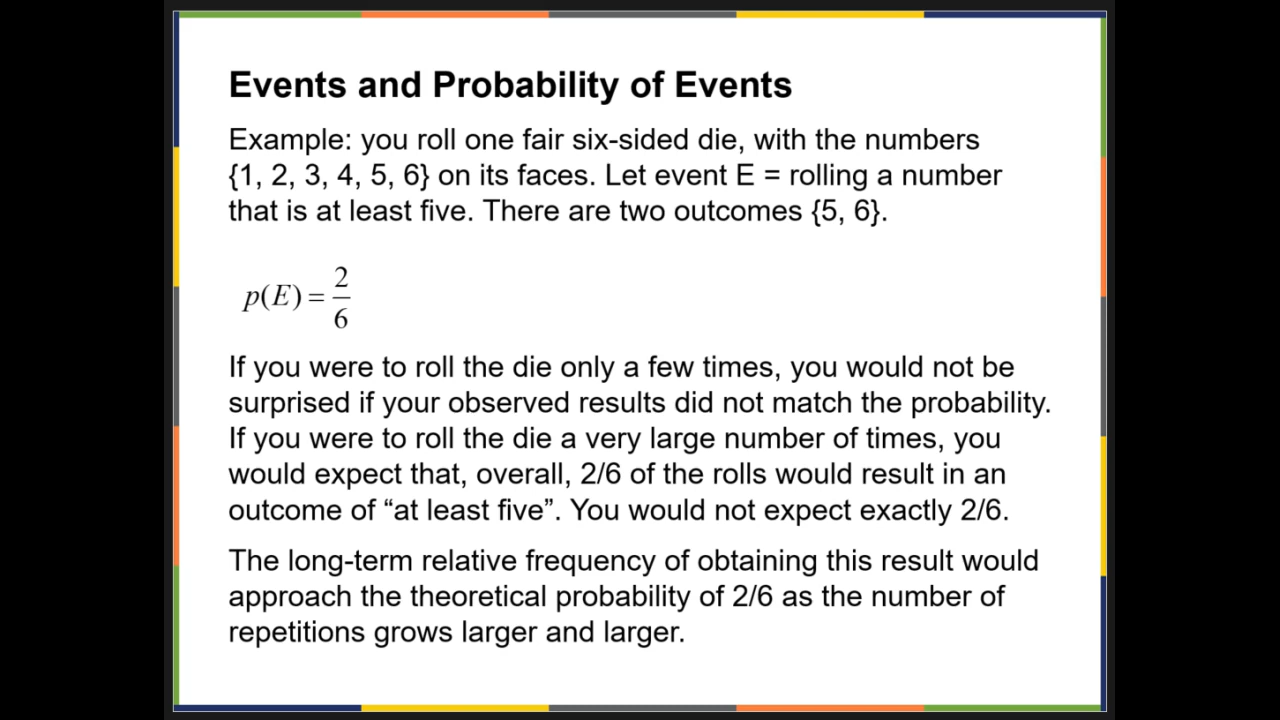 Events and Probability of Events
Example: you roll one fair six-sided die, with the numbers
{1, 2, 3, 4, 5, 6} on its faces. Let event E = rolling a number
that is at least five. There are two outcomes {5, 6}.
p(E) = 2/6
If you were to roll the die only a few times, you would not be
surprised if your observed results did not match the probability.
If you were to roll the die a very large number of times, you
would expect that, overall, 2/6 of the rolls would result in an
outcome of “at least five”. You would not expect exactly 2/6.
The long-term relative frequency of obtaining this result would
approach the theoretical probability of 2/6 as the number of
repetitions grows larger and larger.